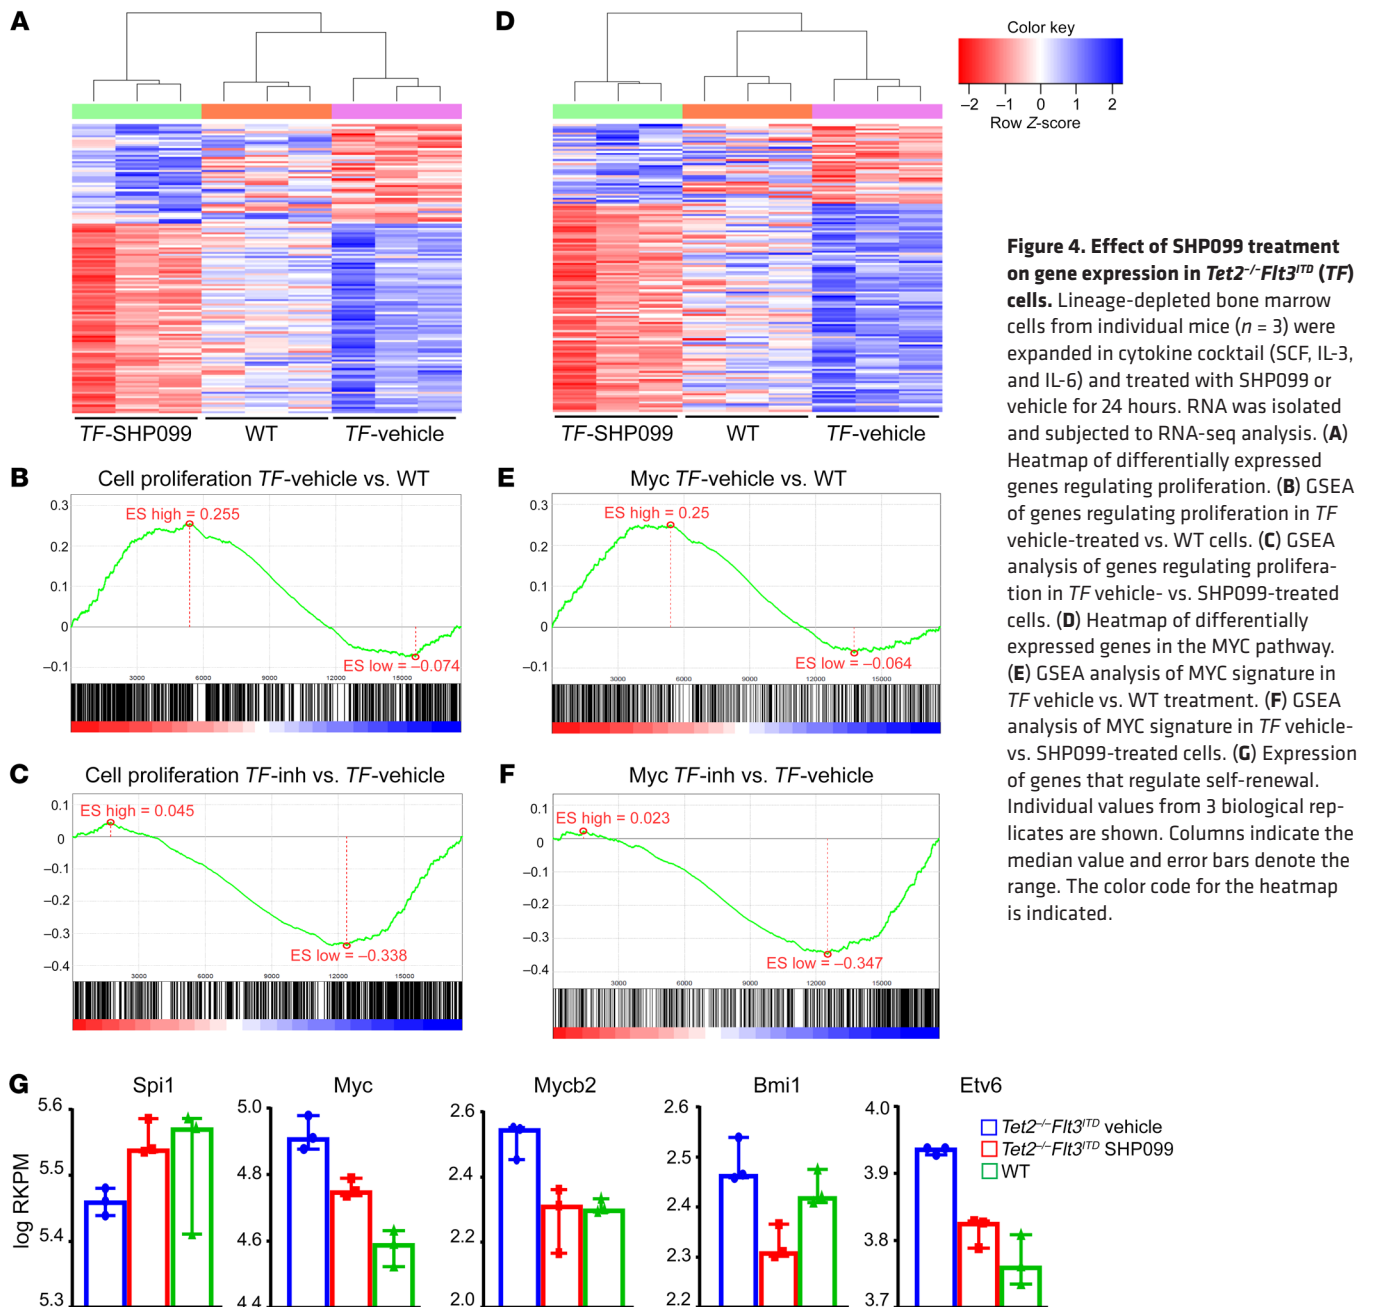 A
D
Color key
–2 –1 0 1 2
Row Z-score
TF-SHP099 WT TF-vehicle
TF-SHP099 WT TF-vehicle
Figure 4. Effect of SHP099 treatment
on gene expression in Tet2–/–Flt3ITD (TF)
cells. Lineage-depleted bone marrow
cells from individual mice (n = 3) were
expanded in cytokine cocktail (SCF, IL-3,
and IL-6) and treated with SHP099 or
vehicle for 24 hours. RNA was isolated
and subjected to RNA-seq analysis. (A)
Heatmap of differentially expressed
genes regulating proliferation. (B) GSEA
of genes regulating proliferation in TF
vehicle-treated vs. WT cells. (C) GSEA
analysis of genes regulating prolifera-
tion in TF vehicle- vs. SHP099-treated
cells. (D) Heatmap of differentially
expressed genes in the MYC pathway.
(E) GSEA analysis of MYC signature in
TF vehicle vs. WT treatment. (F) GSEA
analysis of MYC signature in TF vehicle-
vs. SHP099-treated cells. (G) Expression
of genes that regulate self-renewal.
Individual values from 3 biological rep-
licates are shown. Columns indicate the
median value and error bars denote the
range. The color code for the heatmap
is indicated.
B
Cell proliferation TF-vehicle vs. WT
0.3
0.2
0.1
0
–0.1
ES high = 0.255
ES low = –0.074
3000 6000 9000 12000 15000
E
Myc TF-vehicle vs. WT
0.3
0.2
0.1
0
–0.1
ES high = 0.25
ES low = –0.064
3000 6000 9000 12000 15000
C
Cell proliferation TF-inh vs. TF-vehicle
0.1
0
–0.1
–0.2
–0.3
–0.4
ES high = 0.045
ES low = –0.338
3000 6000 9000 12000 15000
F
Myc TF-inh vs. TF-vehicle
0.1
0
–0.1
–0.2
–0.3
–0.4
ES high = 0.023
ES low = –0.347
3000 6000 9000 12000 15000
G
log RKPM
Spi1
5.6
5.5
5.4
5.3
Myc
5.0
4.8
4.6
4.4
Mycb2
2.6
2.4
2.2
2.0
Bmi1
2.6
2.5
2.4
2.3
2.2
Etv6
4.0
3.9
3.8
3.7
Tet2–/–Flt3ITD vehicle
Tet2–/–Flt3ITD SHP099
WT